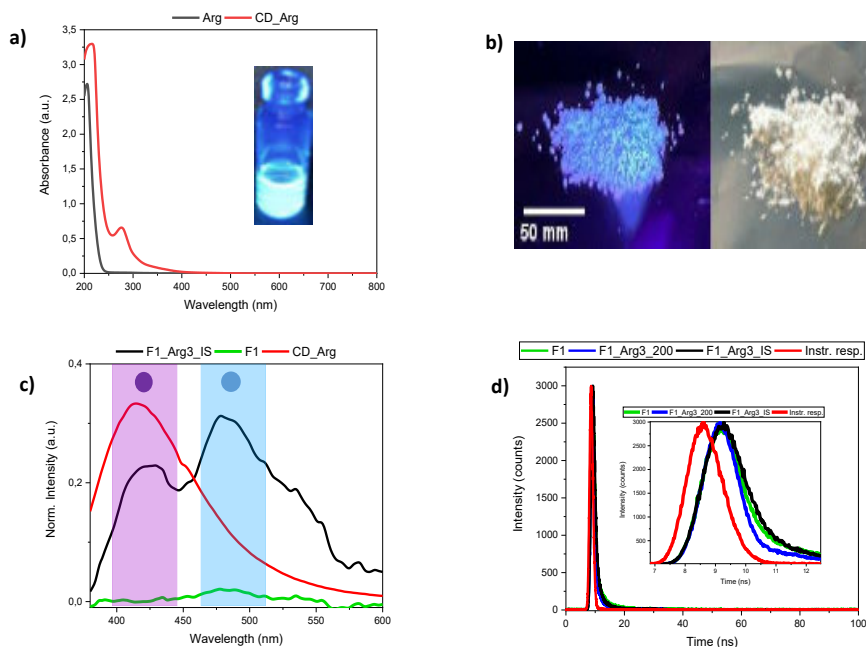 a)
Arg CD_Arg
3,5
3,0
2,5
2,0
1,5
1,0
0,5
0,0
Absorbance (a.u.)
200 300 400 500 600 700 800
Wavelength (nm)
b)
50 mm
c)
F1_Arg3_IS F1 CD_Arg
0,4
0,2
0,0
Norm. Intensity (a.u.)
400 450 500 550 600
Wavelength (nm)
d)
F1 F1_Arg3_200 F1_Arg3_IS Instr. resp.
3000
2500
2000
1500
1000
500
0
Intensity (counts)
0 20 40 60 80 100
Time (ns)
F1 F1_Arg3_200 F1_Arg3_IS Instr. resp.
3000
2500
2000
1500
1000
500
Intensity (counts)
7 8 9 10 11 12
Time (ns)